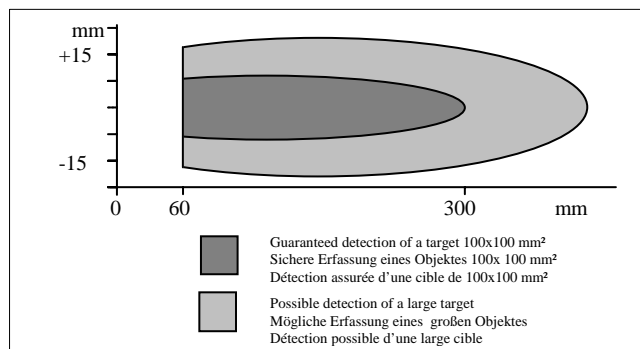 mm
+15
-15
0 60 300 mm
Guaranteed detection of a target 100x100 mm²
Sichere Erfassung eines Objektes 100x 100 mm²
Détection assurée d'une cible de 100x100 mm²
Possible detection of a large target
Mögliche Erfassung eines großen Objektes
Détection possible d'une large cible